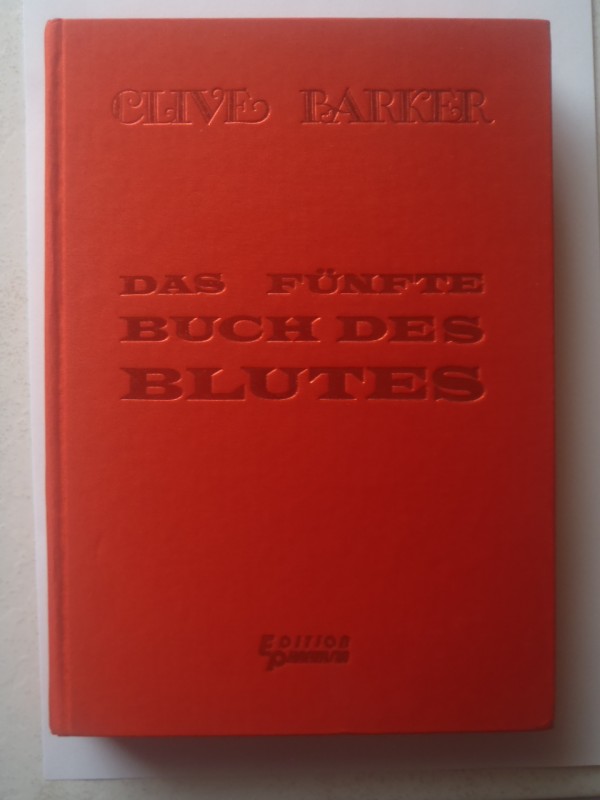 CLIVE BARKER
DAS FÜNFTE
BUCH DES
BLUTES
EDITION